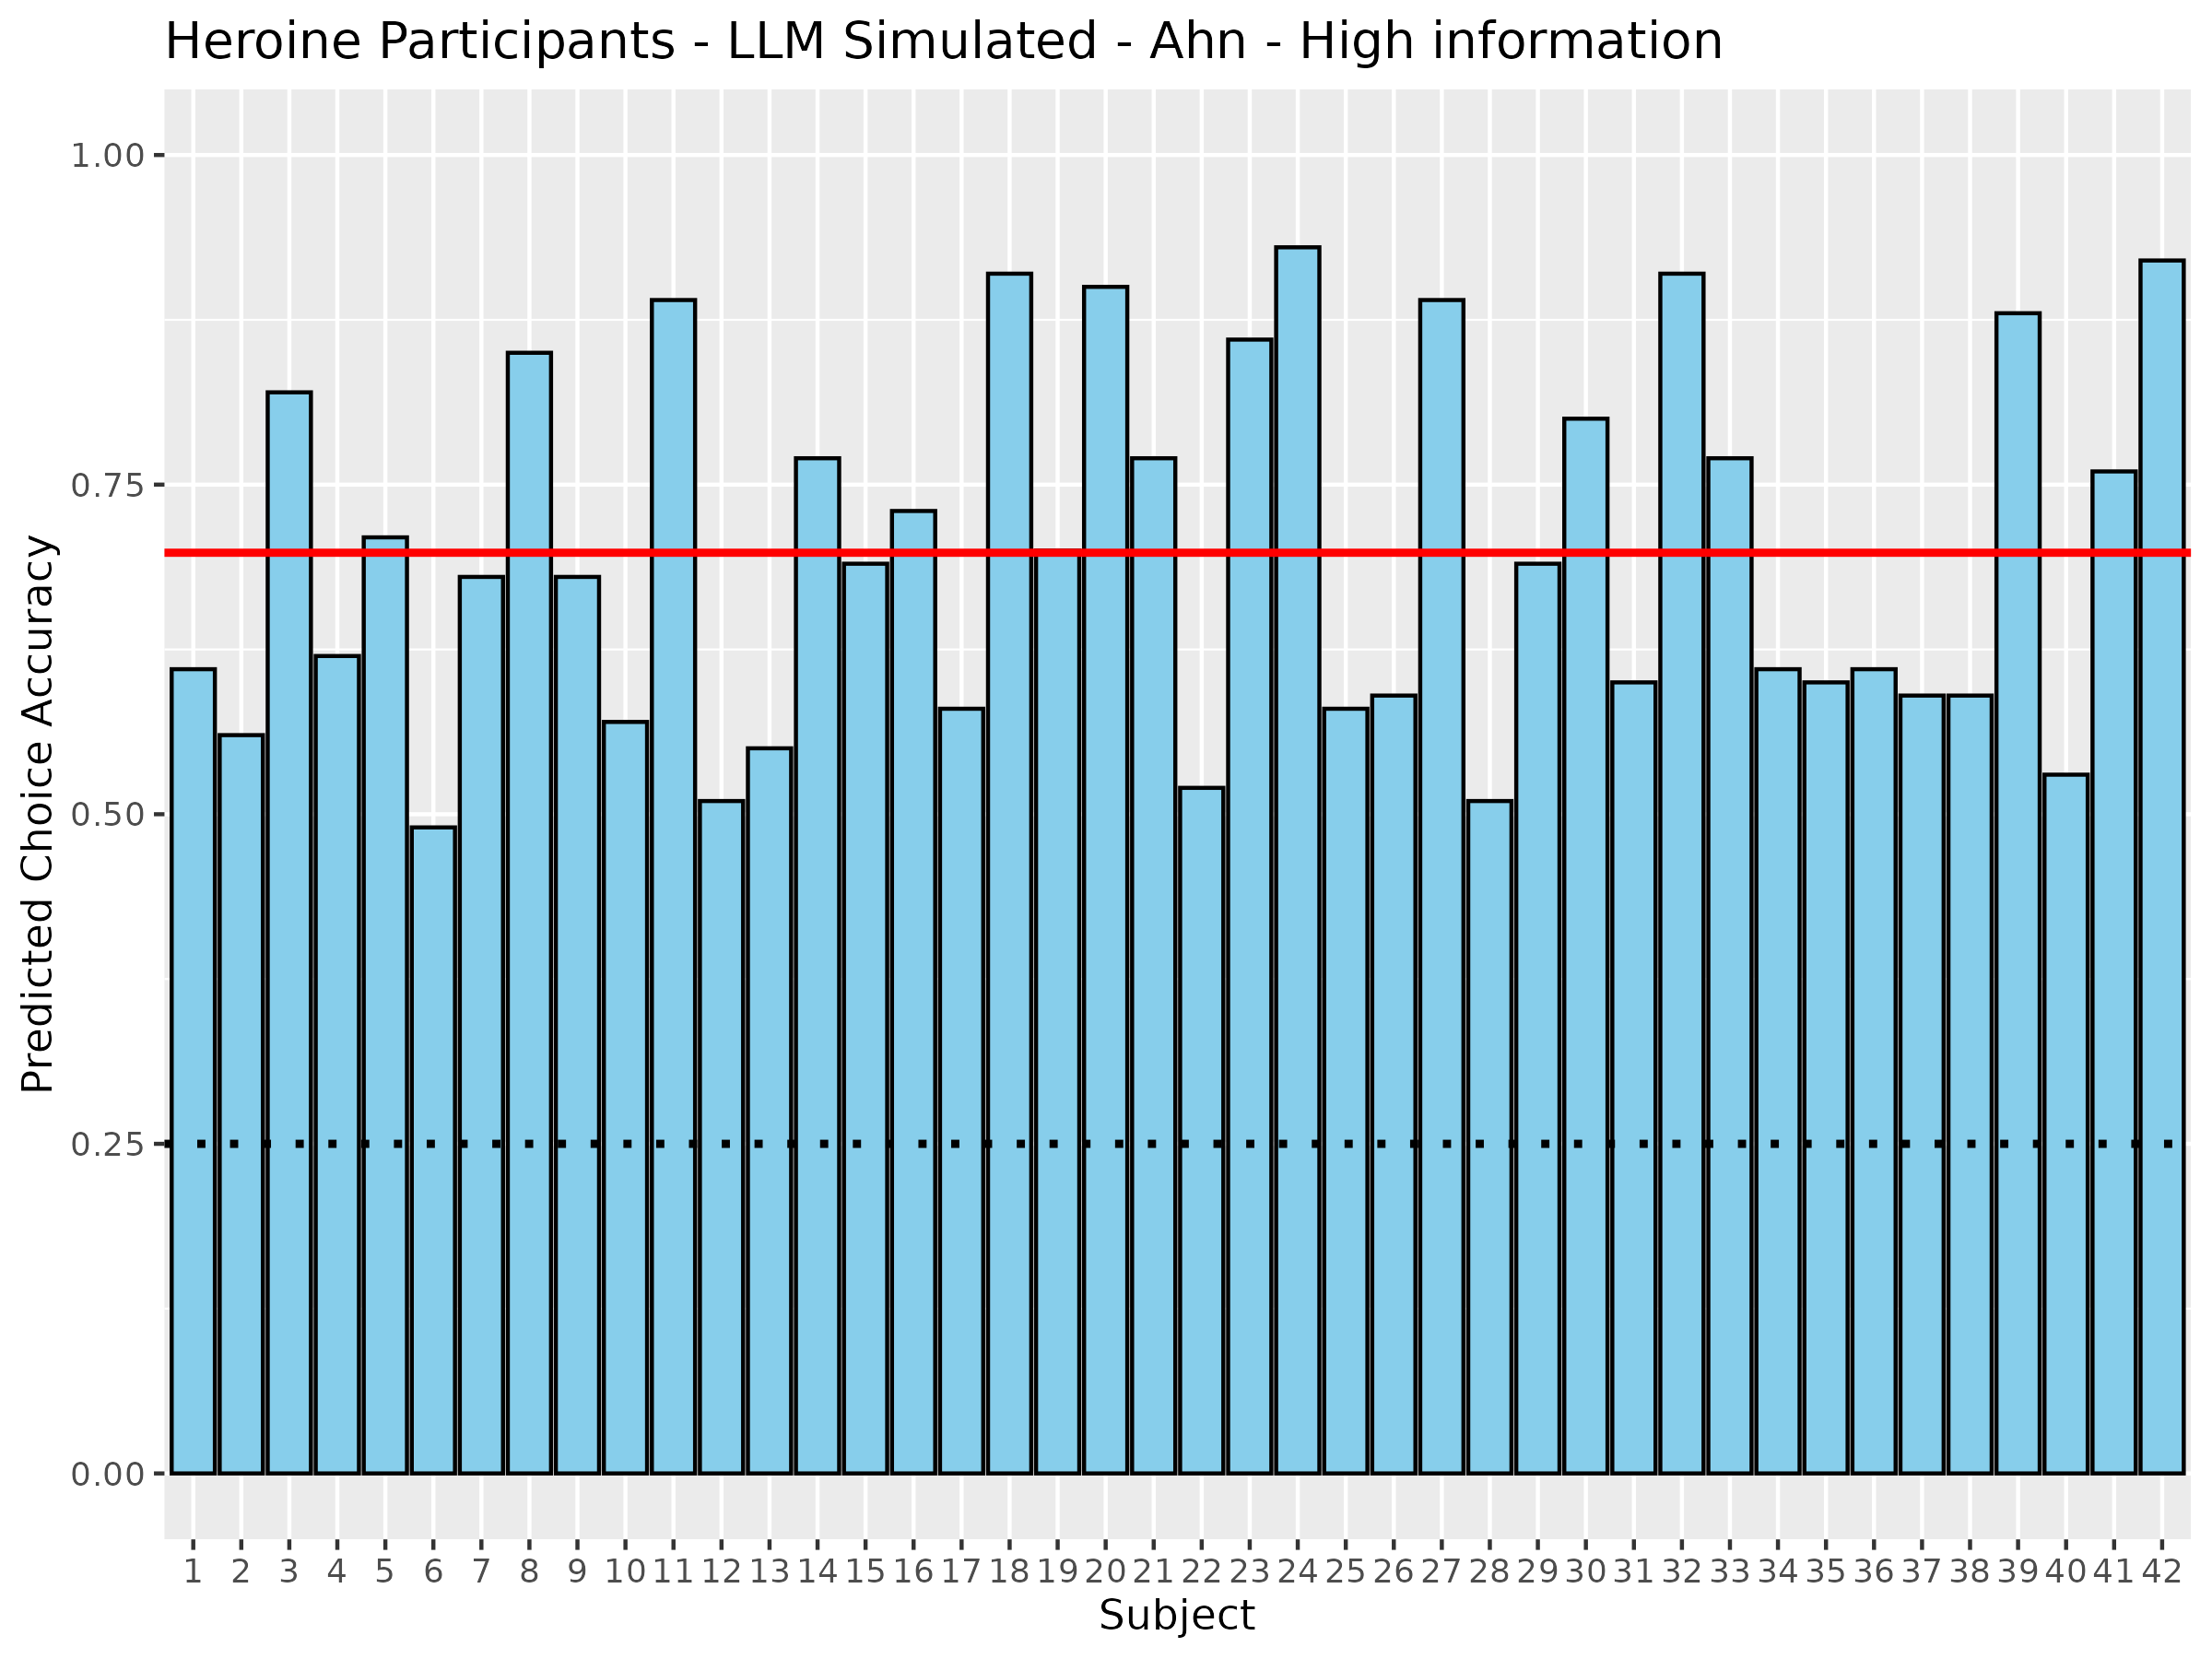 Heroine Participants - LLM Simulated - Ahn - High information
Predicted Choice Accuracy
1.00
0.75
0.50
0.25
0.00
1 2 3 4 5 6 7 8 9 10 11 12 13 14 15 16 17 18 19 20 21 22 23 24 25 26 27 28 29 30 31 32 33 34 35 36 37 38 39 40 41 42
Subject